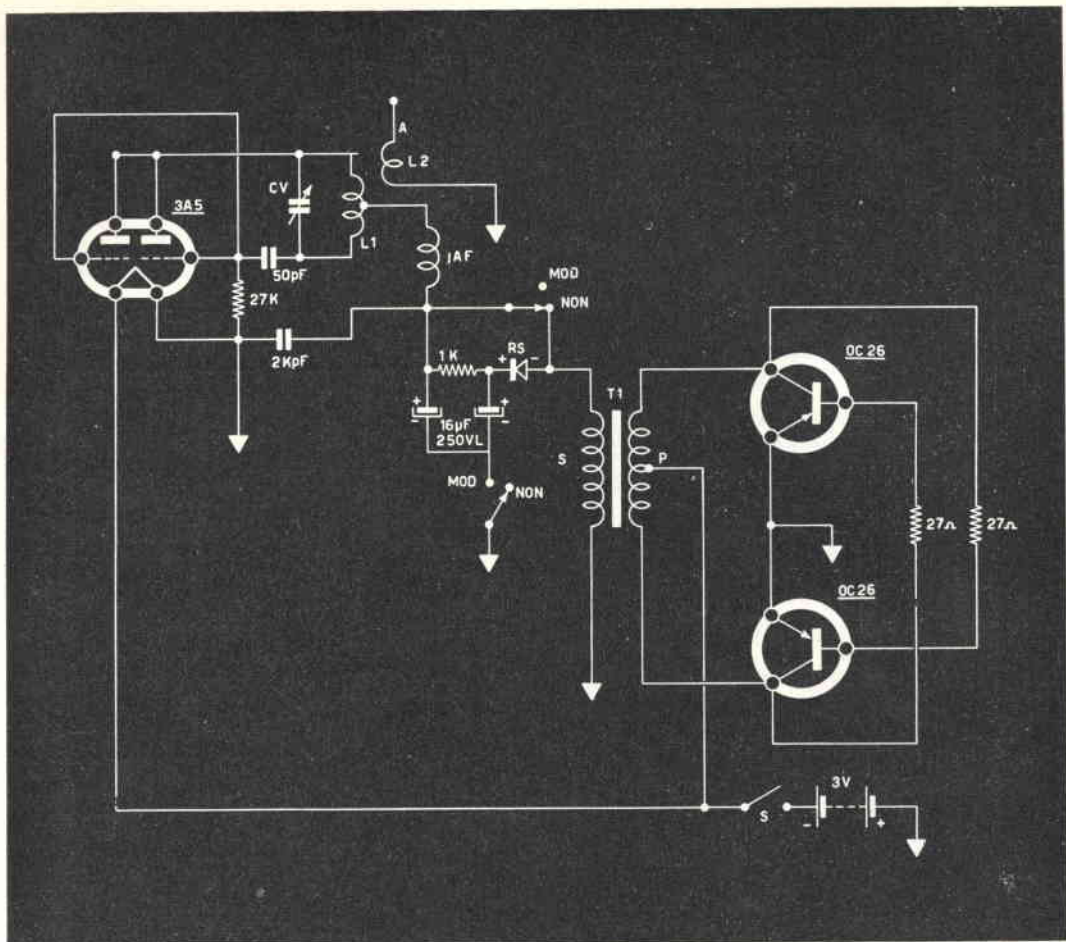 A
L2
CV
3A5
L1
50pF
JAF
27K
MOD
NON
2KpF
RS
+ -
1K
+ +
- -
16µF
250VL
MOD
NON
T1
S
P
OC26
27Ω
27Ω
OC26
3V
S
- +